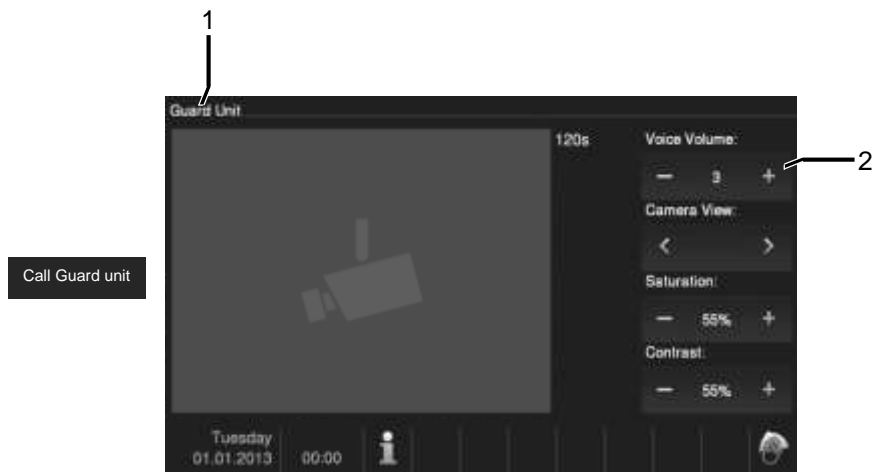 1
Guard Unit
120s
Voice Volume:
− 3 +
2
Camera View:
< >
Call Guard unit
Saturation:
− 55% +
Contrast:
− 55% +
Tuesday
01.01.2013
00:00
i